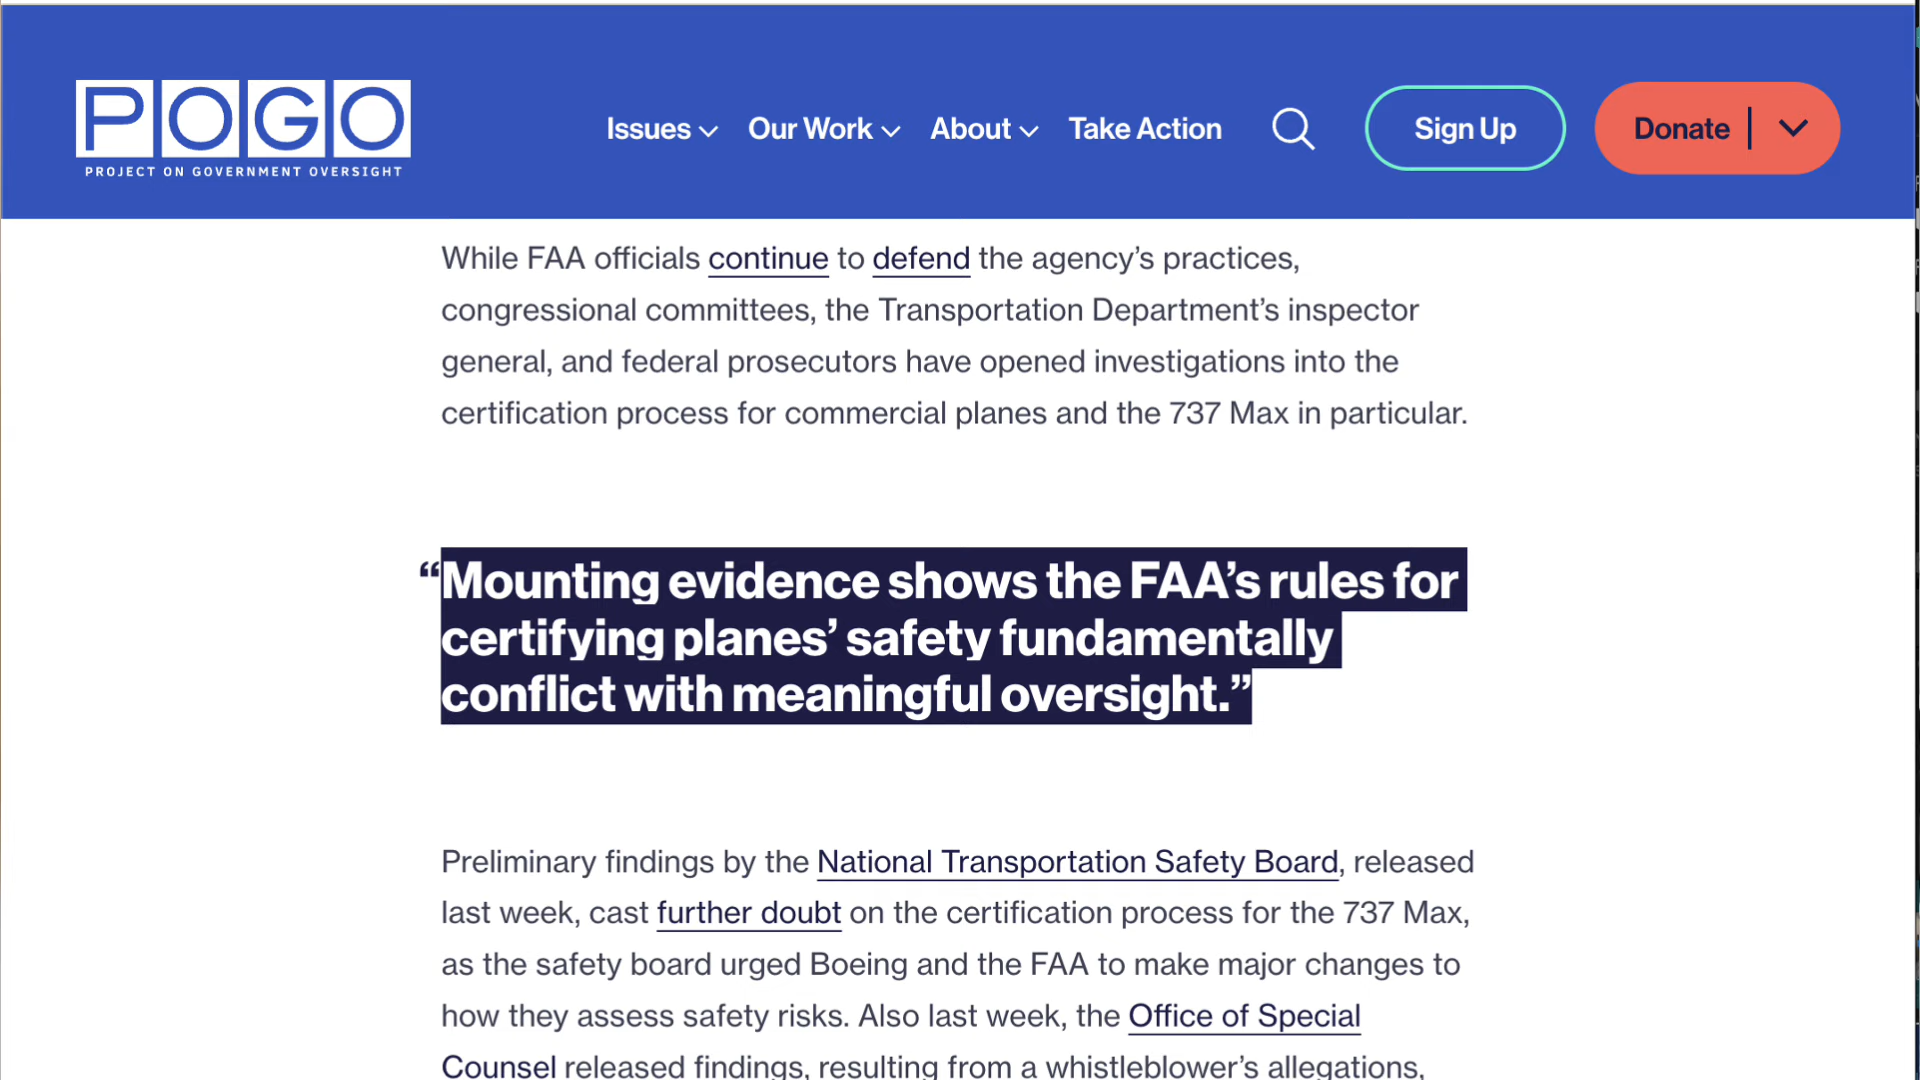 POGO
PROJECT ON GOVERNMENT OVERSIGHT
Issues
Our Work
About
Take Action
Sign Up
Donate
While FAA officials continue to defend the agency’s practices,
congressional committees, the Transportation Department’s inspector
general, and federal prosecutors have opened investigations into the
certification process for commercial planes and the 737 Max in particular.
“Mounting evidence shows the FAA’s rules for
certifying planes’ safety fundamentally
conflict with meaningful oversight.”
Preliminary findings by the National Transportation Safety Board, released
last week, cast further doubt on the certification process for the 737 Max,
as the safety board urged Boeing and the FAA to make major changes to
how they assess safety risks. Also last week, the Office of Special
Counsel released findings, resulting from a whistleblower’s allegations,